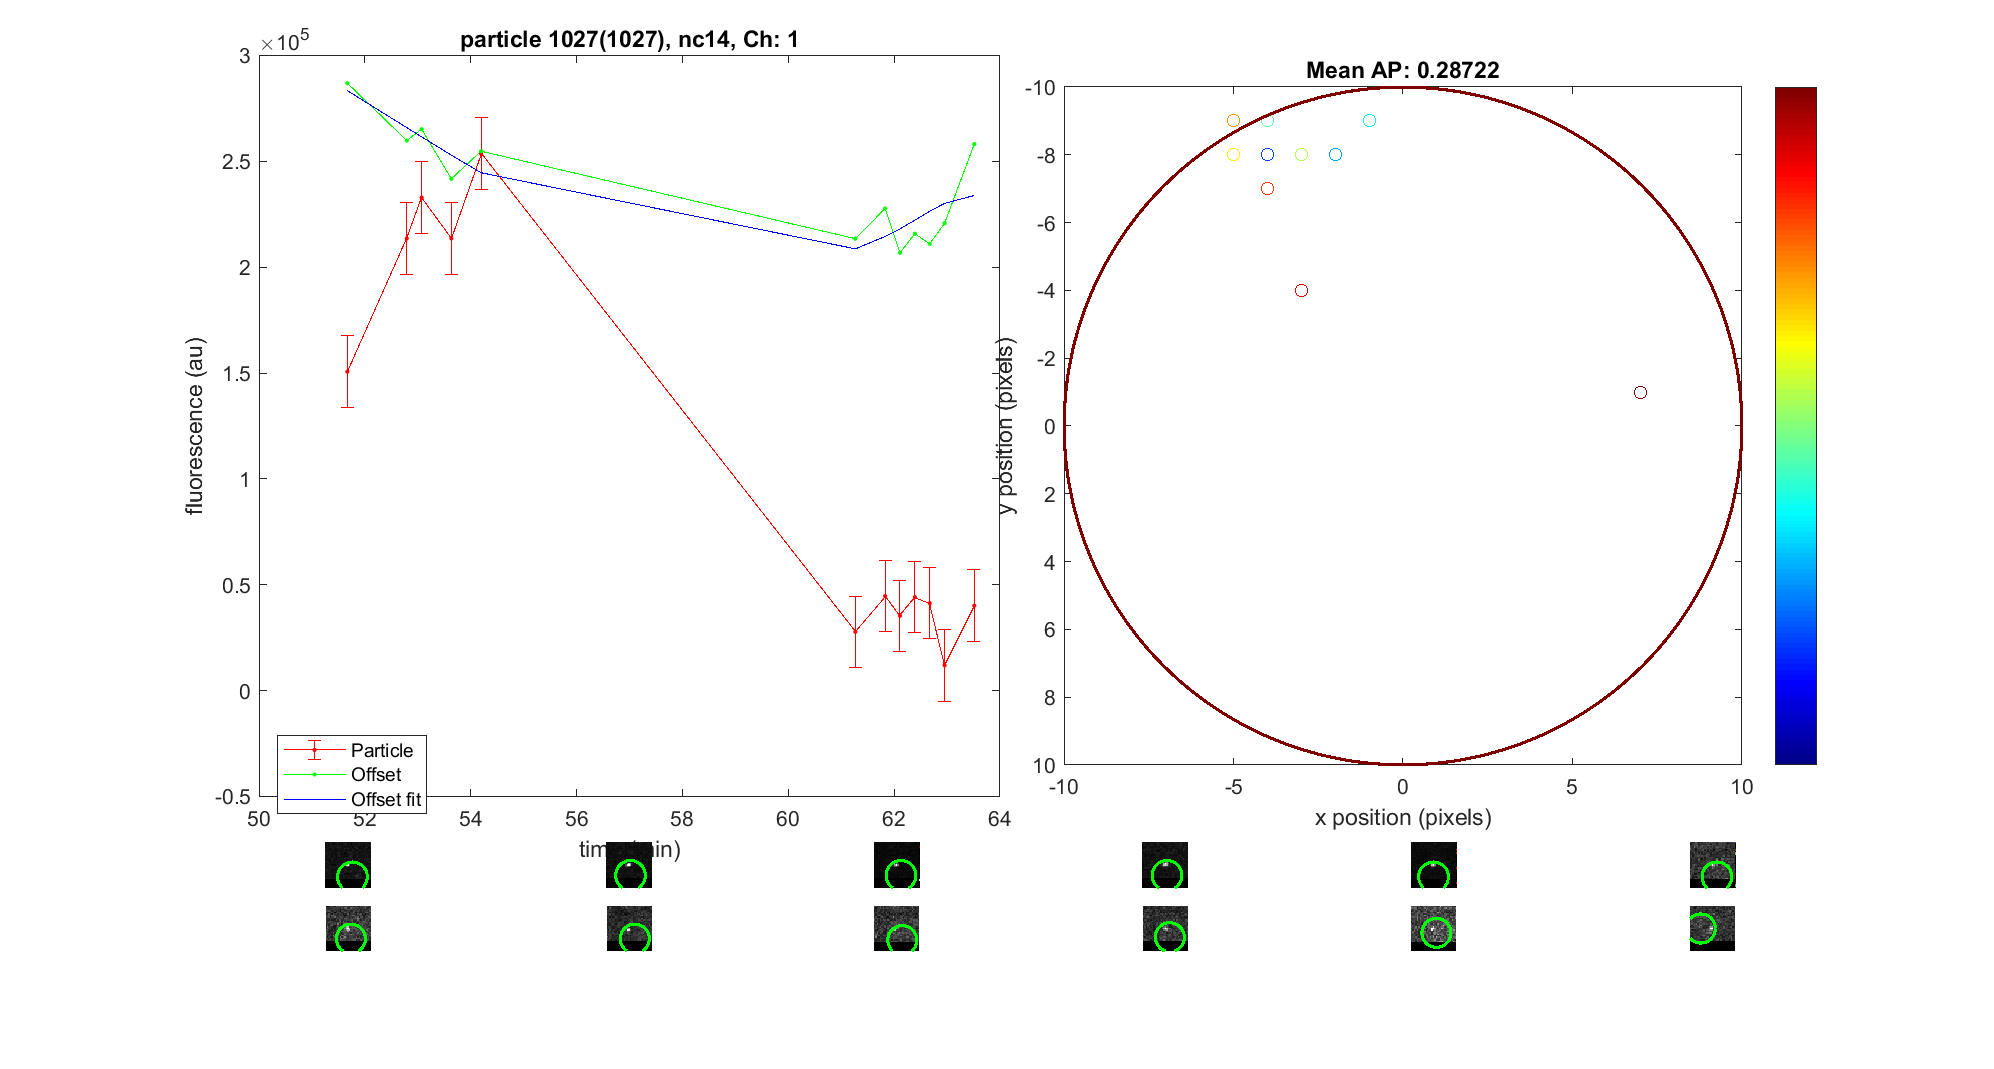 ×10^5
particle 1027(1027), nc14, Ch: 1
3
2.5
2
1.5
1
0.5
0
-0.5
fluorescence (au)
Particle
Offset
Offset fit
50 52 54 56 58 60 62 64
Mean AP: 0.28722
-10
-8
-6
-4
-2
0
2
4
6
8
10
y position (pixels)
-10 -5 0 5 10
x position (pixels)